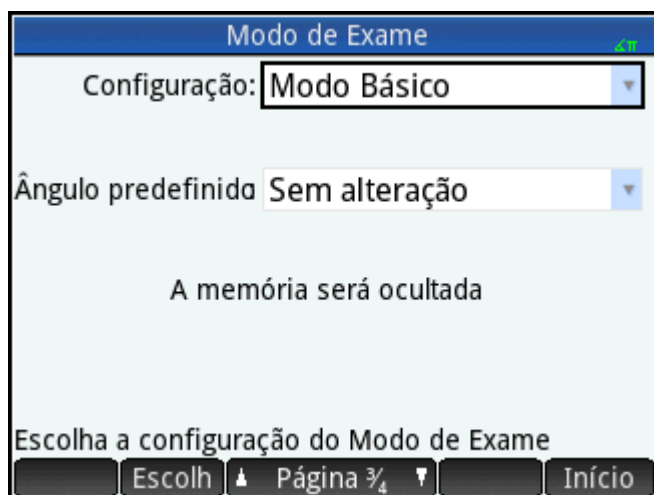 Modo de Exame
∡π
Configuração: Modo Básico
Ângulo predefinida Sem alteração
A memória será ocultada
Escolha a configuração do Modo de Exame
Escolh Página ¾ Início